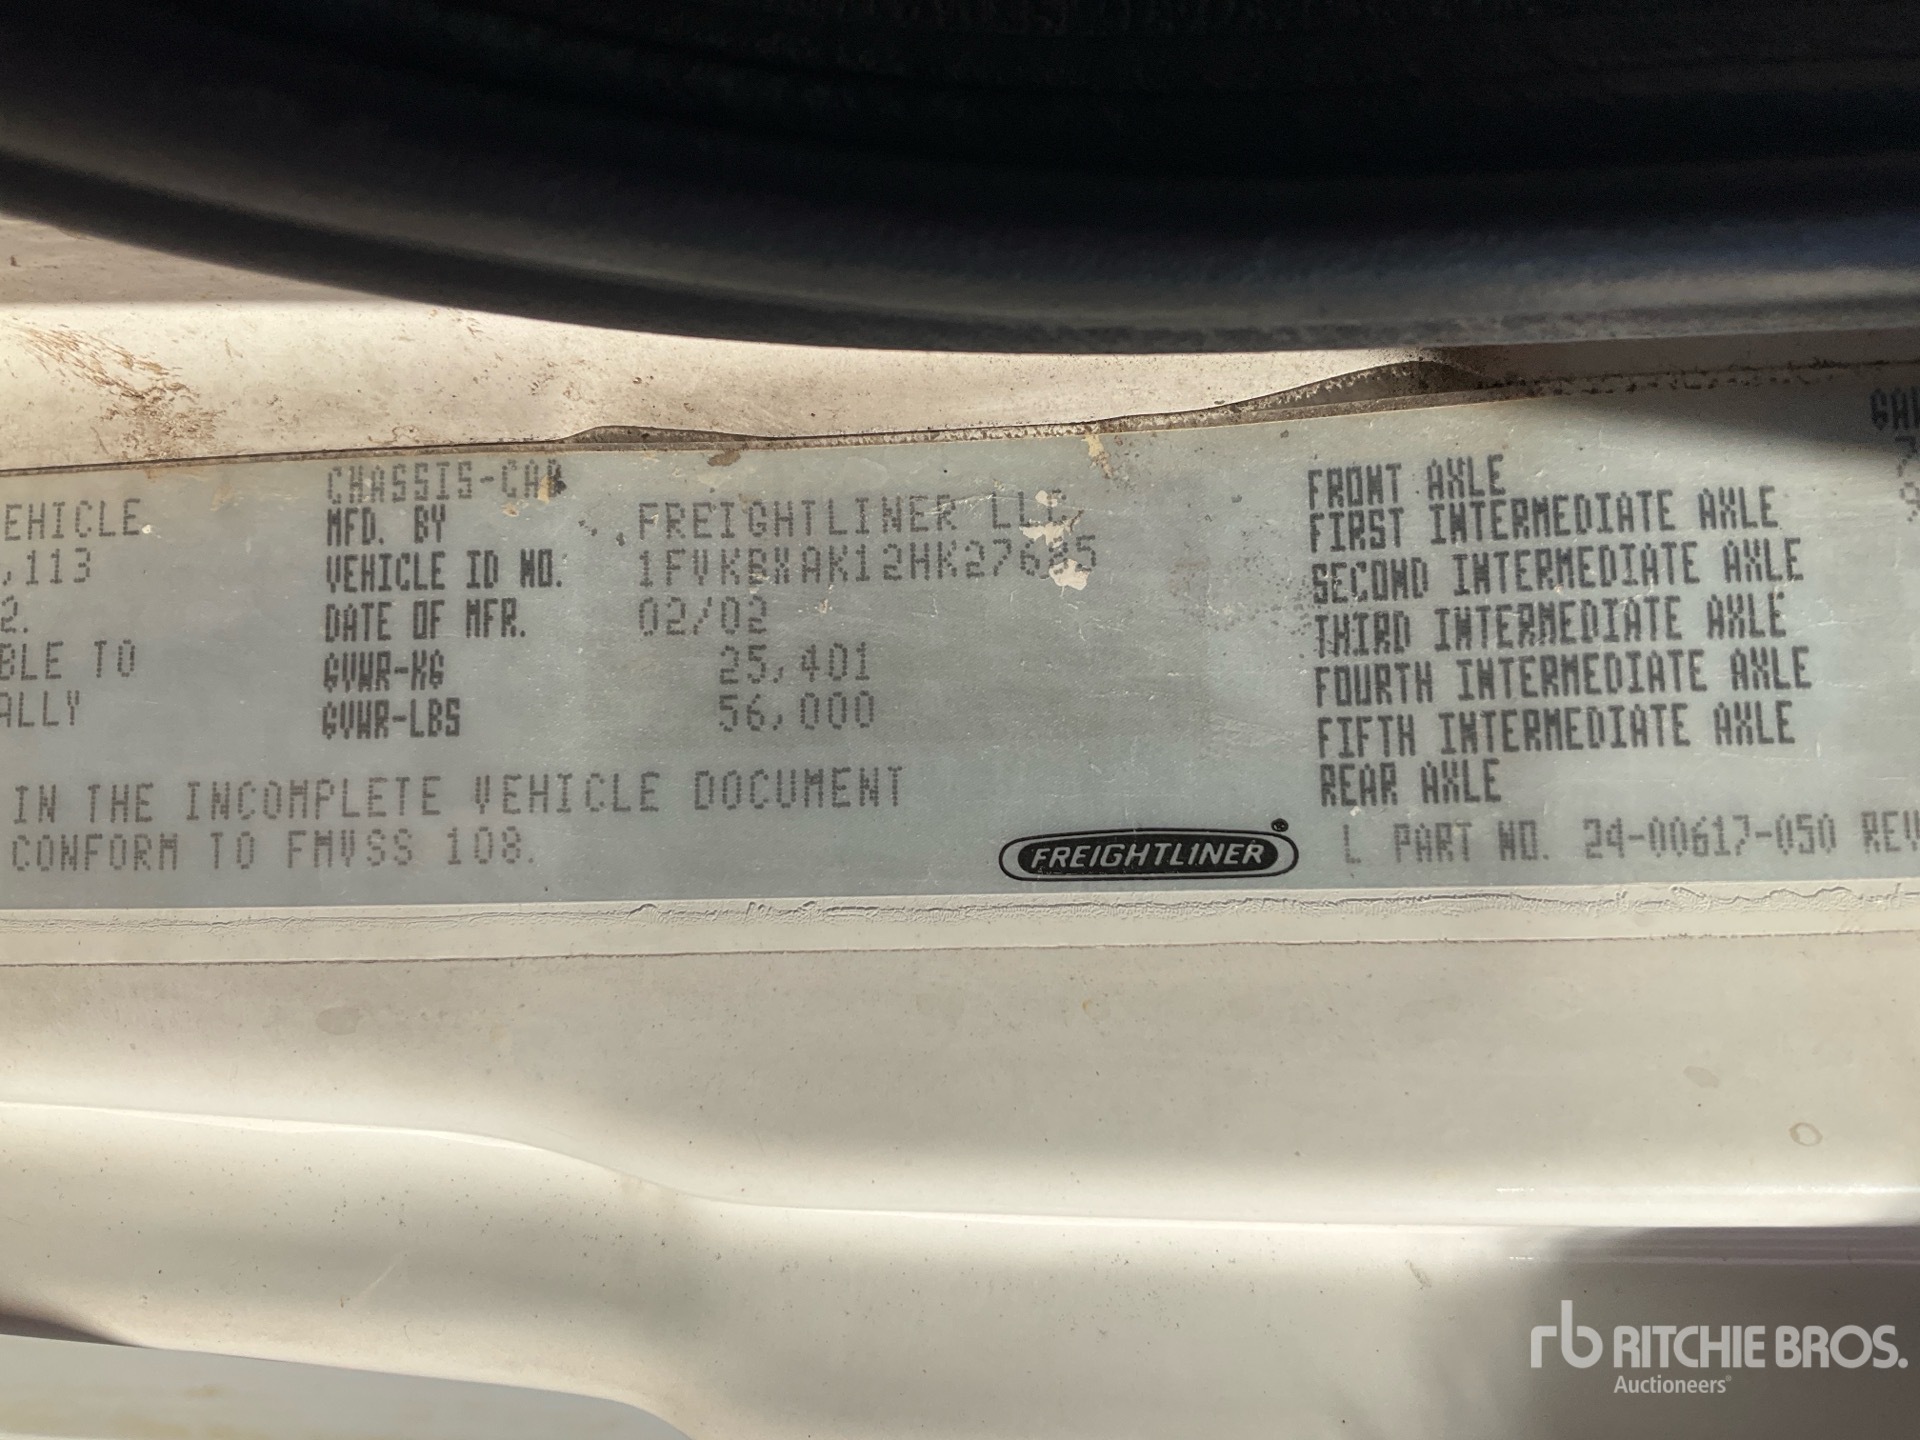 CHASSIS-CAB
EHICLE MFD. BY FREIGHTLINER LLC.
,113 VEHICLE ID NO.
2. DATE OF MFR. 02/02
BLE TO GVWR-KG 25,401
ALLY GVWR-LBS 56,000
IN THE INCOMPLETE VEHICLE DOCUMENT
CONFORM TO FMVSS 108.
FREIGHTLINER®
FRONT AXLE
FIRST INTERMEDIATE AXLE
SECOND INTERMEDIATE AXLE
THIRD INTERMEDIATE AXLE
FOURTH INTERMEDIATE AXLE
FIFTH INTERMEDIATE AXLE
REAR AXLE
L PART NO. 24-00617-050 REV
rb RITCHIE BROS.
Auctioneers